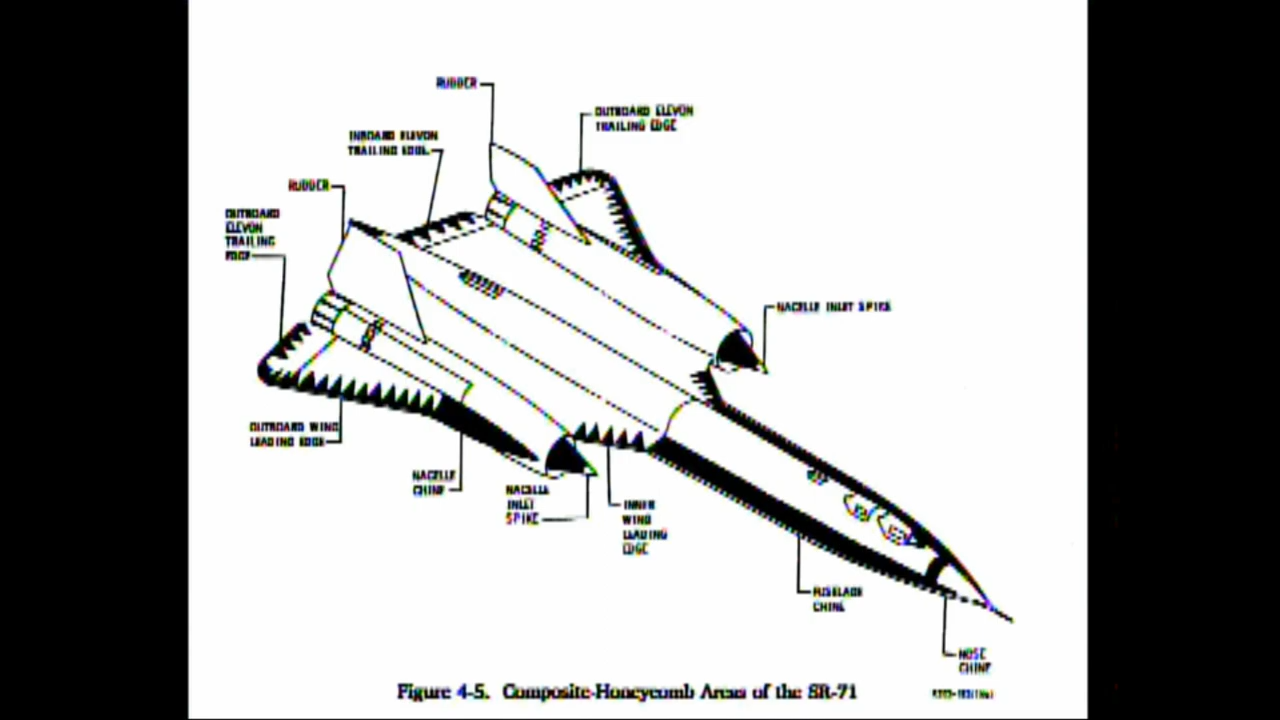 RUDDER
OUTBOARD ELEVON
TRAILING EDGE
INBOARD ELEVON
TRAILING EDGE
RUDDER
OUTBOARD
ELEVON
TRAILING
EDGE
NACELLE INLET SPIKE
OUTBOARD WING
LEADING EDGE
NACELLE
CHINE
NACELLE
INLET
SPIKE
INNER
WING
LEADING
EDGE
FUSELAGE
CHINE
NOSE
CHINE
Figure 4-5. Composite-Honeycomb Areas of the SR-71